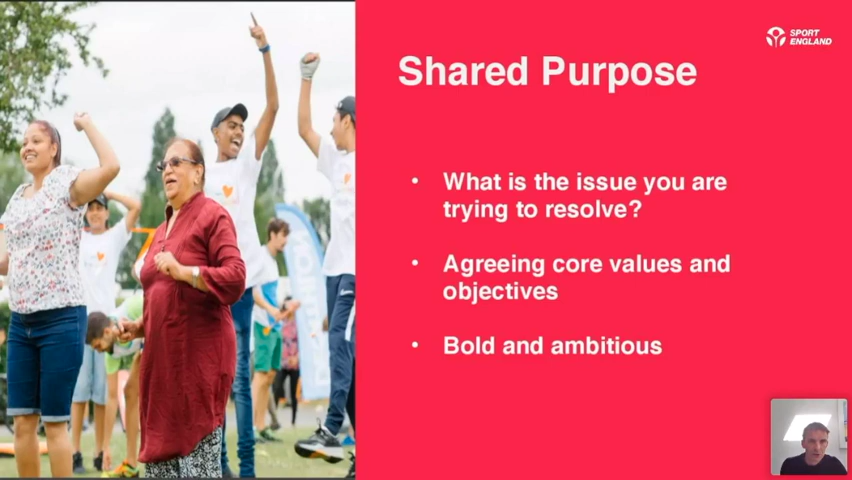 SPORT
ENGLAND
Shared Purpose
• What is the issue you are
trying to resolve?
• Agreeing core values and
objectives
• Bold and ambitious